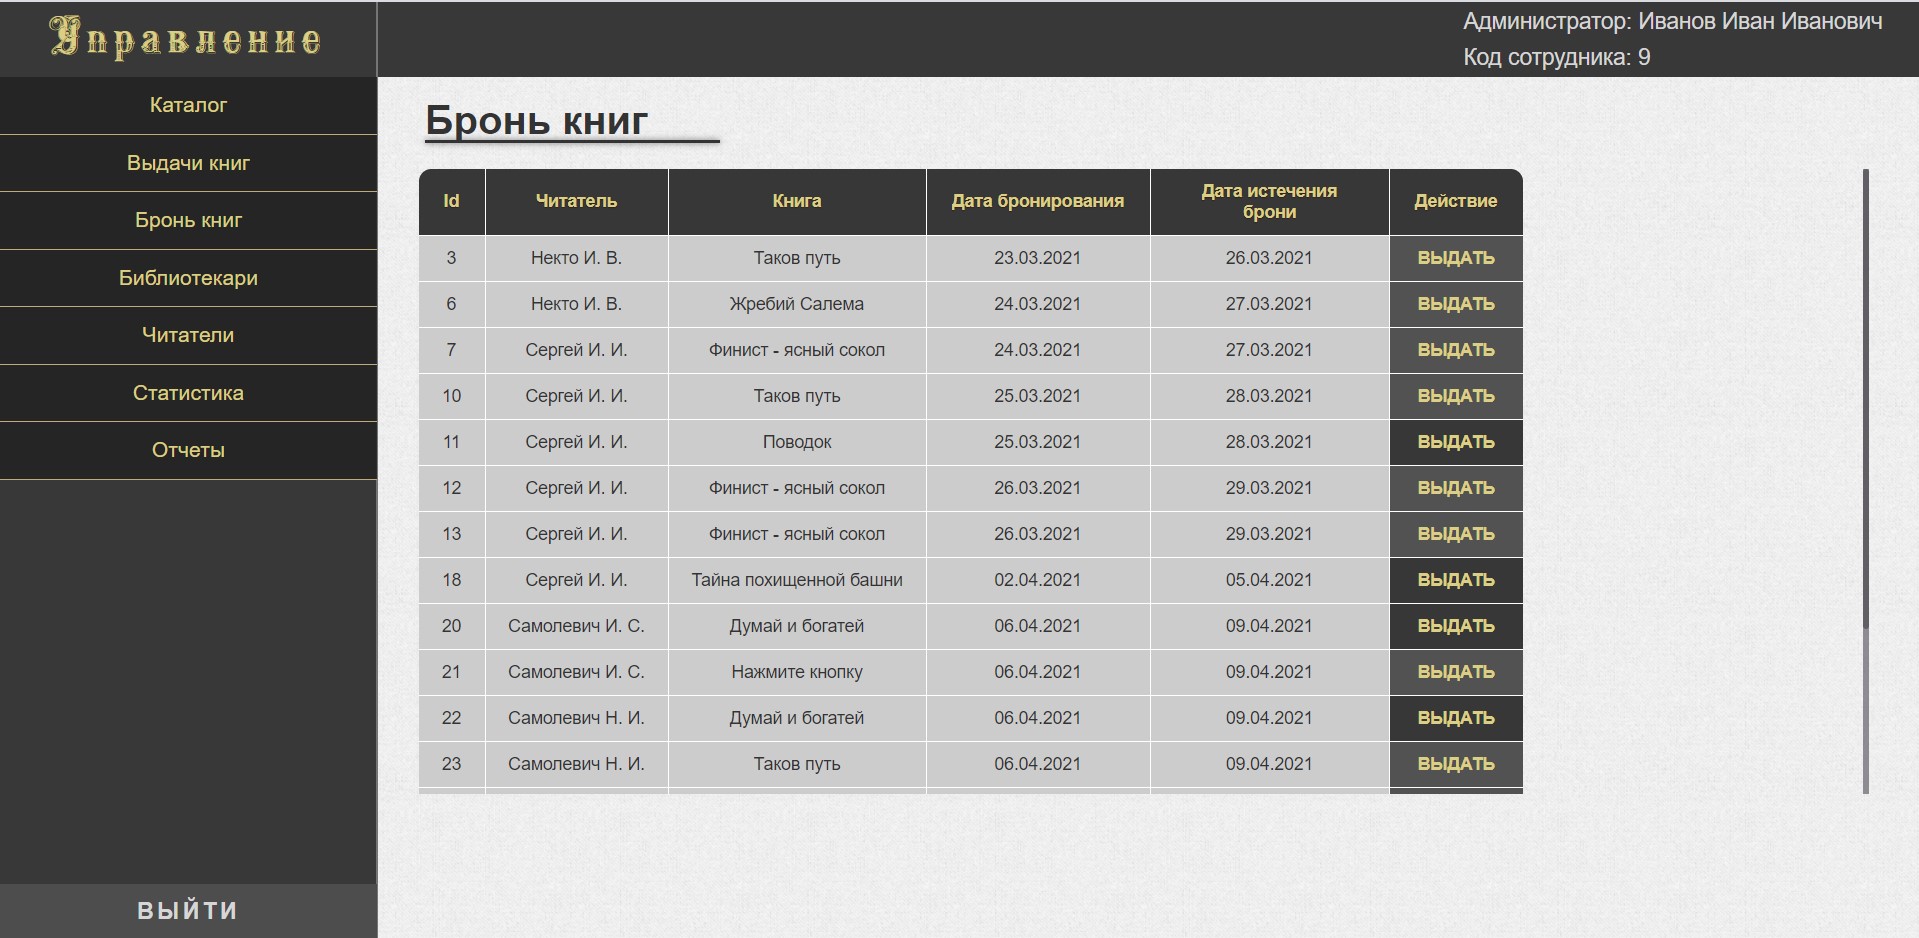 Управление
Администратор: Иванов Иван Иванович
Код сотрудника: 9
Каталог
Выдачи книг
Бронь книг
Библиотекари
Читатели
Статистика
Отчеты
ВЫЙТИ
Бронь книг
Id Читатель Книга Дата бронирования Дата истечения брони Действие
3 Некто И. В. Таков путь 23.03.2021 26.03.2021 ВЫДАТЬ
6 Некто И. В. Жребий Салема 24.03.2021 27.03.2021 ВЫДАТЬ
7 Сергей И. И. Финист - ясный сокол 24.03.2021 27.03.2021 ВЫДАТЬ
10 Сергей И. И. Таков путь 25.03.2021 28.03.2021 ВЫДАТЬ
11 Сергей И. И. Поводок 25.03.2021 28.03.2021 ВЫДАТЬ
12 Сергей И. И. Финист - ясный сокол 26.03.2021 29.03.2021 ВЫДАТЬ
13 Сергей И. И. Финист - ясный сокол 26.03.2021 29.03.2021 ВЫДАТЬ
18 Сергей И. И. Тайна похищенной башни 02.04.2021 05.04.2021 ВЫДАТЬ
20 Самолевич И. С. Думай и богатей 06.04.2021 09.04.2021 ВЫДАТЬ
21 Самолевич И. С. Нажмите кнопку 06.04.2021 09.04.2021 ВЫДАТЬ
22 Самолевич Н. И. Думай и богатей 06.04.2021 09.04.2021 ВЫДАТЬ
23 Самолевич Н. И. Таков путь 06.04.2021 09.04.2021 ВЫДАТЬ